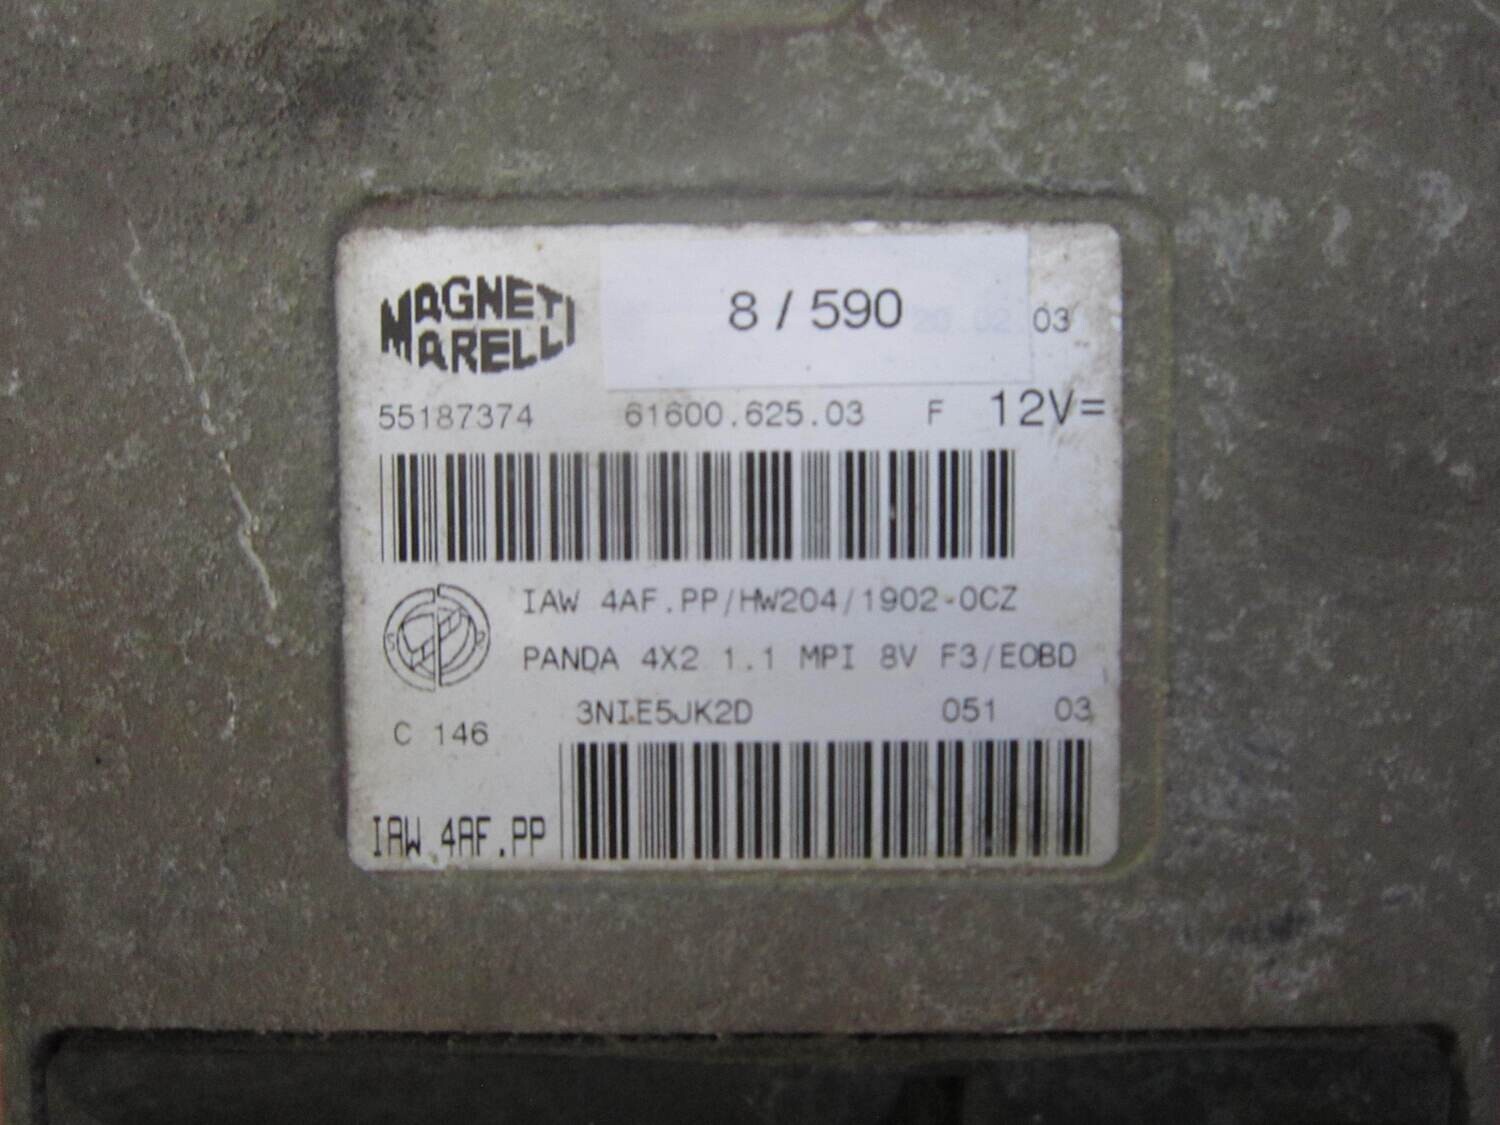 MAGNETI
MARELLI
8 / 590
03
55187374 61600.625.03 F 12V=
IAW 4AF.PP/HW204/1902-0CZ
PANDA 4X2 1.1 MPI 8V F3/EOBD
3NIE5JK2D 051 03
C 146
IAW 4AF.PP